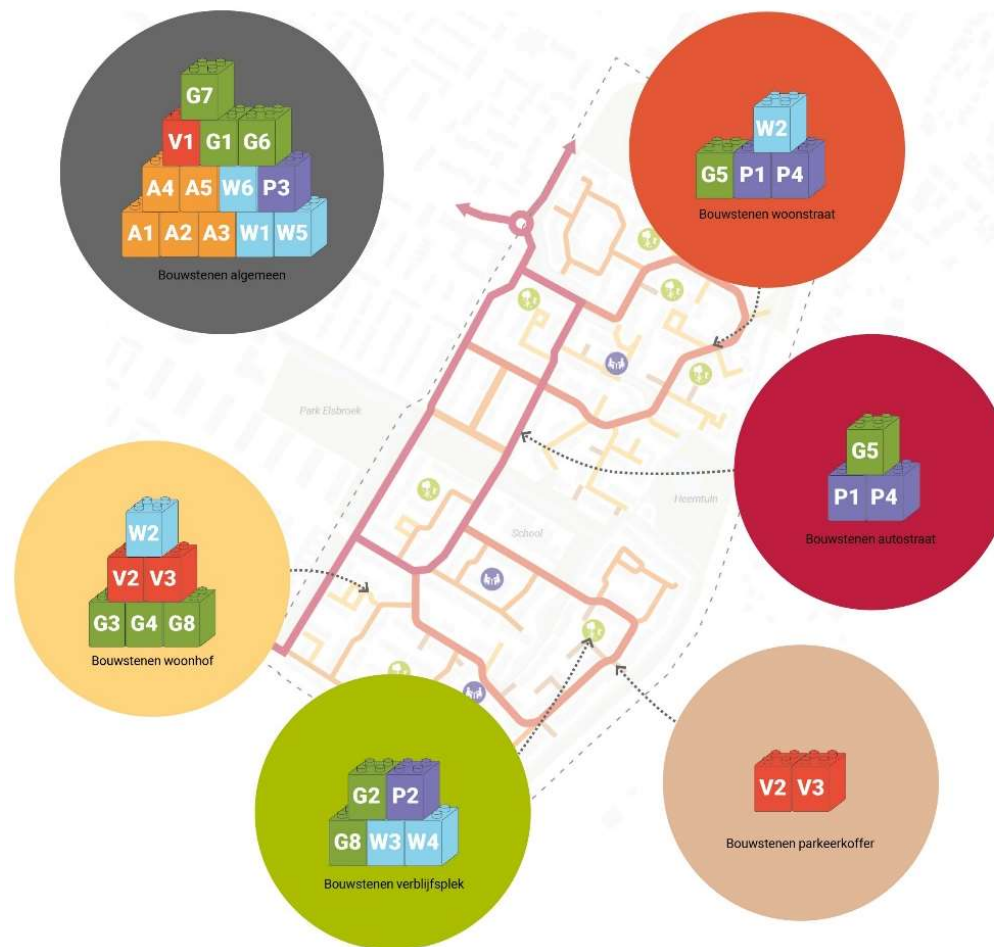 G7
V1 G1 G6
A4 A5 W6 P3
A1 A2 A3 W1 W5
Bouwstenen algemeen
W2
G5 P1 P4
Bouwstenen woonstraat
Park Elsbroek
G5
P1 P4
Bouwstenen autostraat
Heemtuin
School
W2
V2 V3
G3 G4 G8
Bouwstenen woonhof
G2 P2
G8 W3 W4
Bouwstenen verblijfsplek
V2 V3
Bouwstenen parkeerkoffer